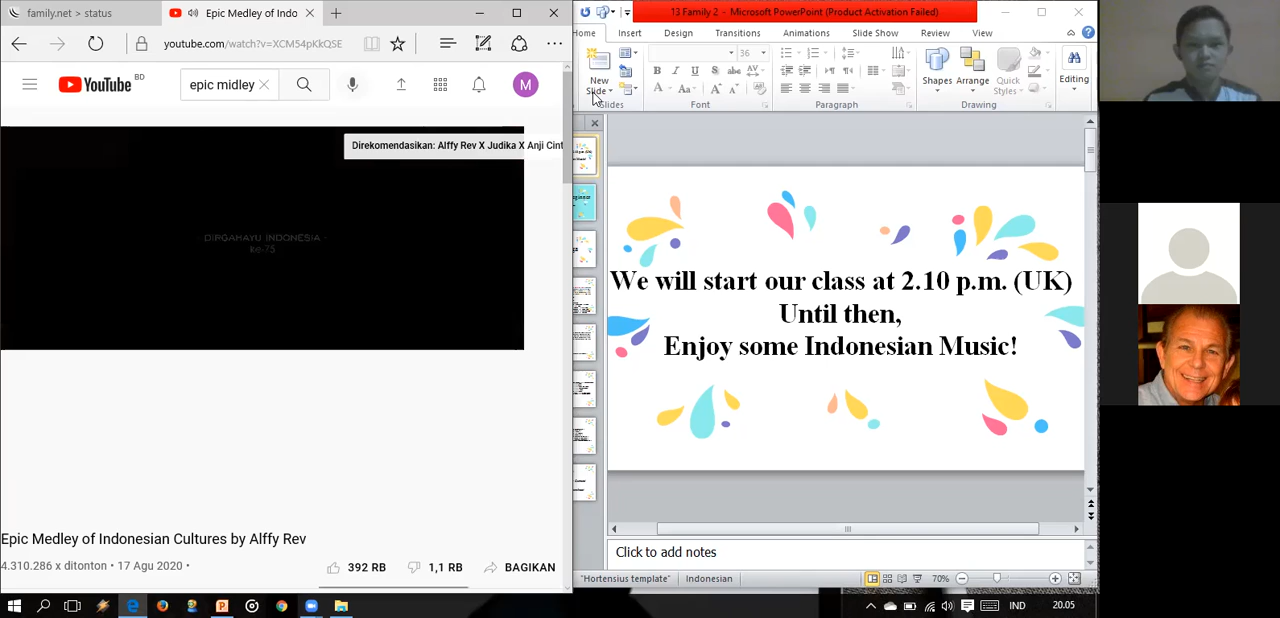 family.net > status
Epic Medley of Indo
youtube.com/watch?v=XCM54pKkQSE
YouTube BD
epic midley
M
Direkomendasikan: Alffy Rev X Judika X Anji Cint
DIRGAHAYU INDONESIA
ke-75
Epic Medley of Indonesian Cultures by Alffy Rev
4.310.286 x ditonton • 17 Agu 2020 •
392 RB
1,1 RB
BAGIKAN
13 Family 2 - Microsoft PowerPoint (Product Activation Failed)
Home Insert Design Transitions Animations Slide Show Review View
New
Slide
Slides
36
Font
Paragraph
Shapes
Arrange
Quick
Styles
Drawing
Editing
We will start our class at 2.10 p.m. (UK)
Until then,
Enjoy some Indonesian Music!
Click to add notes
"Hortensius template" Indonesian 70%
IND 20.05